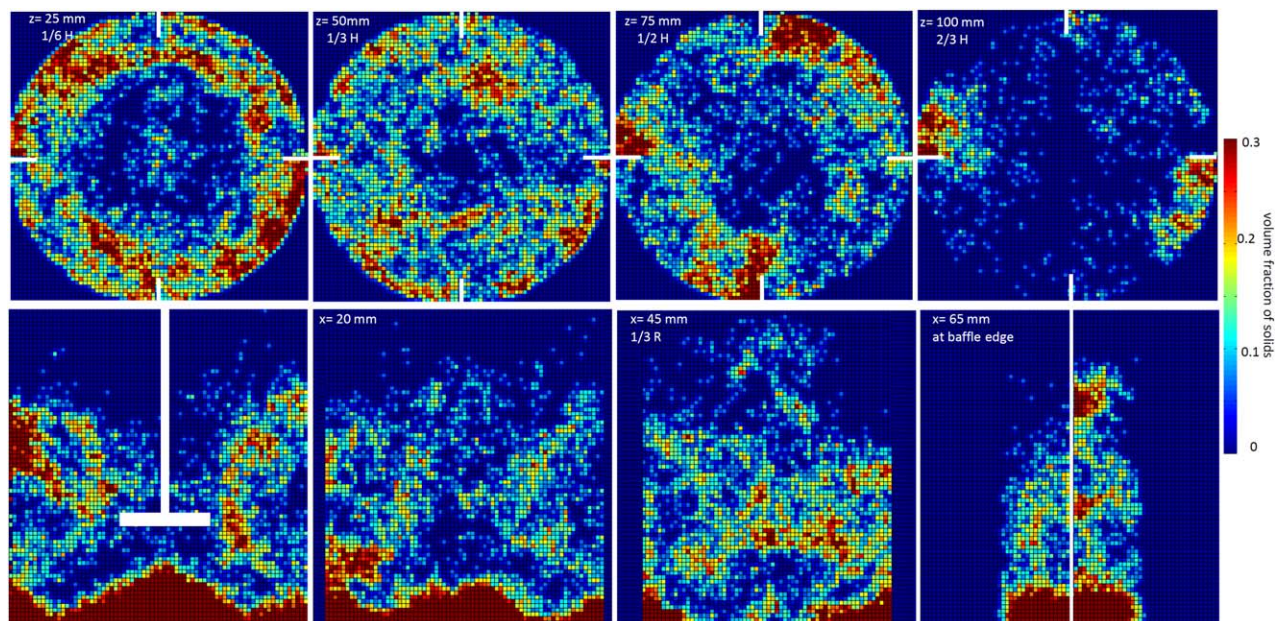 z= 25 mm
1/6 H
z= 50mm
1/3 H
z= 75 mm
1/2 H
z= 100 mm
2/3 H
x= 20 mm
x= 45 mm
1/3 R
x= 65 mm
at baffle edge
0.3
0.2
0.1
0
volume fraction of solids